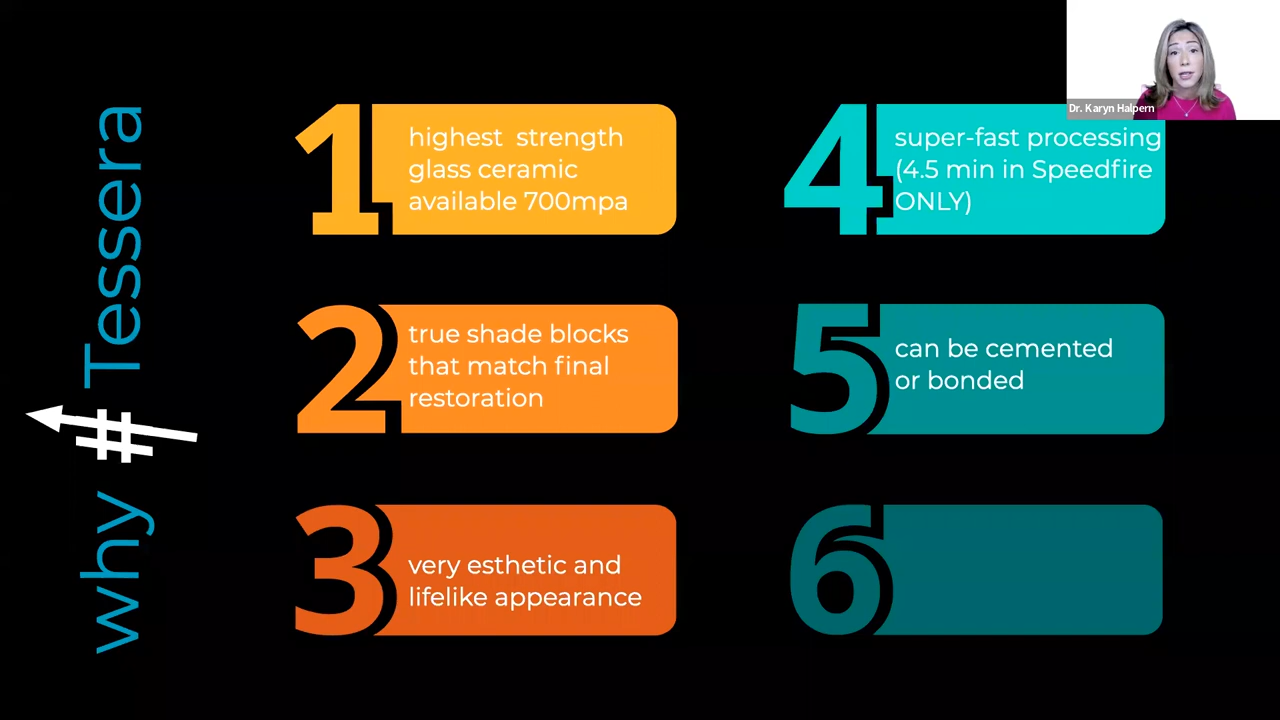 why # Tessera
1
highest strength
glass ceramic
available 700mpa
2
true shade blocks
that match final
restoration
3
very esthetic and
lifelike appearance
4
super-fast processing
(4.5 min in Speedfire
ONLY)
5
can be cemented
or bonded
6
Dr. Karyn Halpern